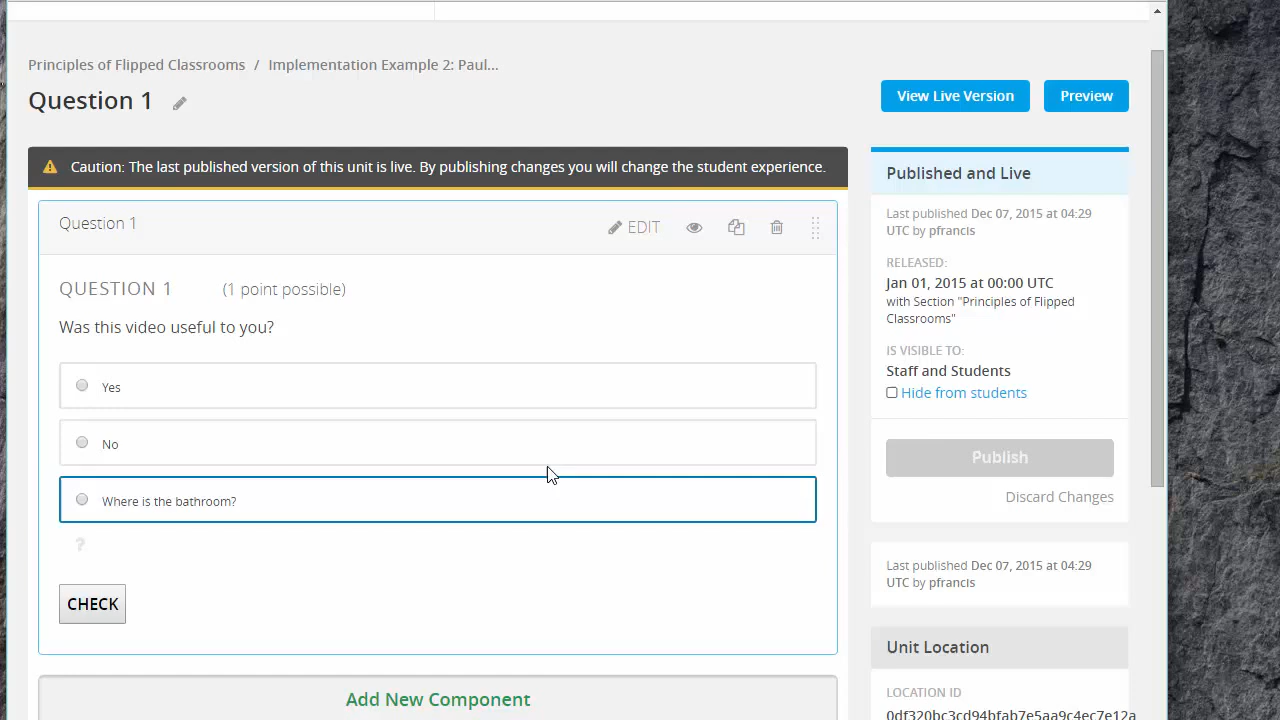 Principles of Flipped Classrooms / Implementation Example 2: Paul...
Question 1
View Live Version
Preview
Caution: The last published version of this unit is live. By publishing changes you will change the student experience.
Question 1
EDIT
QUESTION 1 (1 point possible)
Was this video useful to you?
Yes
No
Where is the bathroom?
?
CHECK
Add New Component
Published and Live
Last published Dec 07, 2015 at 04:29
UTC by pfrancis
RELEASED:
Jan 01, 2015 at 00:00 UTC
with Section "Principles of Flipped
Classrooms"
IS VISIBLE TO:
Staff and Students
Hide from students
Publish
Discard Changes
Last published Dec 07, 2015 at 04:29
UTC by pfrancis
Unit Location
LOCATION ID
0df320bc3cd94bfab7e5aa9c4ec7e12a